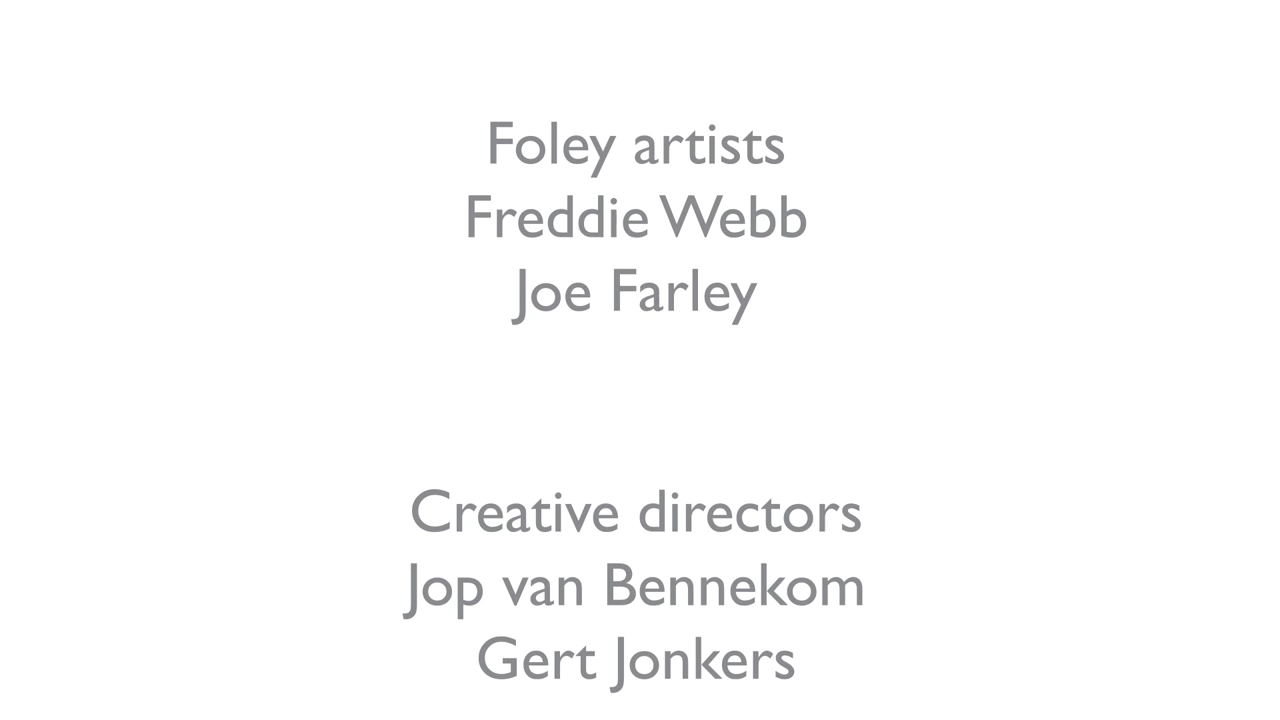 Foley artists
Freddie Webb
Joe Farley
Creative directors
Jop van Bennekom
Gert Jonkers